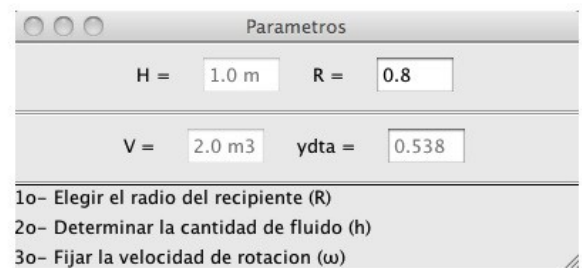 Parametros
H = 1.0 m R = 0.8
V = 2.0 m3 ydta = 0.538
1o- Elegir el radio del recipiente (R)
2o- Determinar la cantidad de fluido (h)
3o- Fijar la velocidad de rotacion (ω)